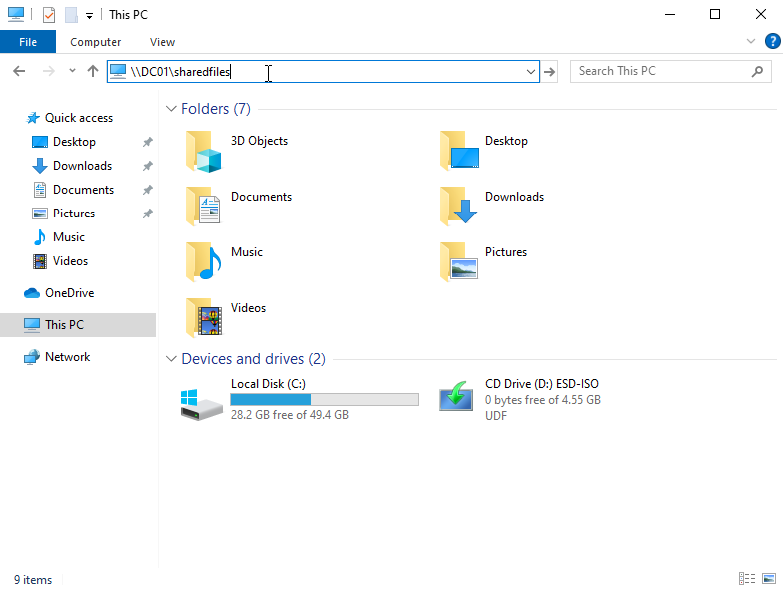 This PC
File Computer View
\\DC01\sharedfiles
Search This PC
Quick access
Desktop
Downloads
Documents
Pictures
Music
Videos
OneDrive
This PC
Network
Folders (7)
3D Objects
Desktop
Documents
Downloads
Music
Pictures
Videos
Devices and drives (2)
Local Disk (C:)
28.2 GB free of 49.4 GB
CD Drive (D:) ESD-ISO
0 bytes free of 4.55 GB
UDF
9 items